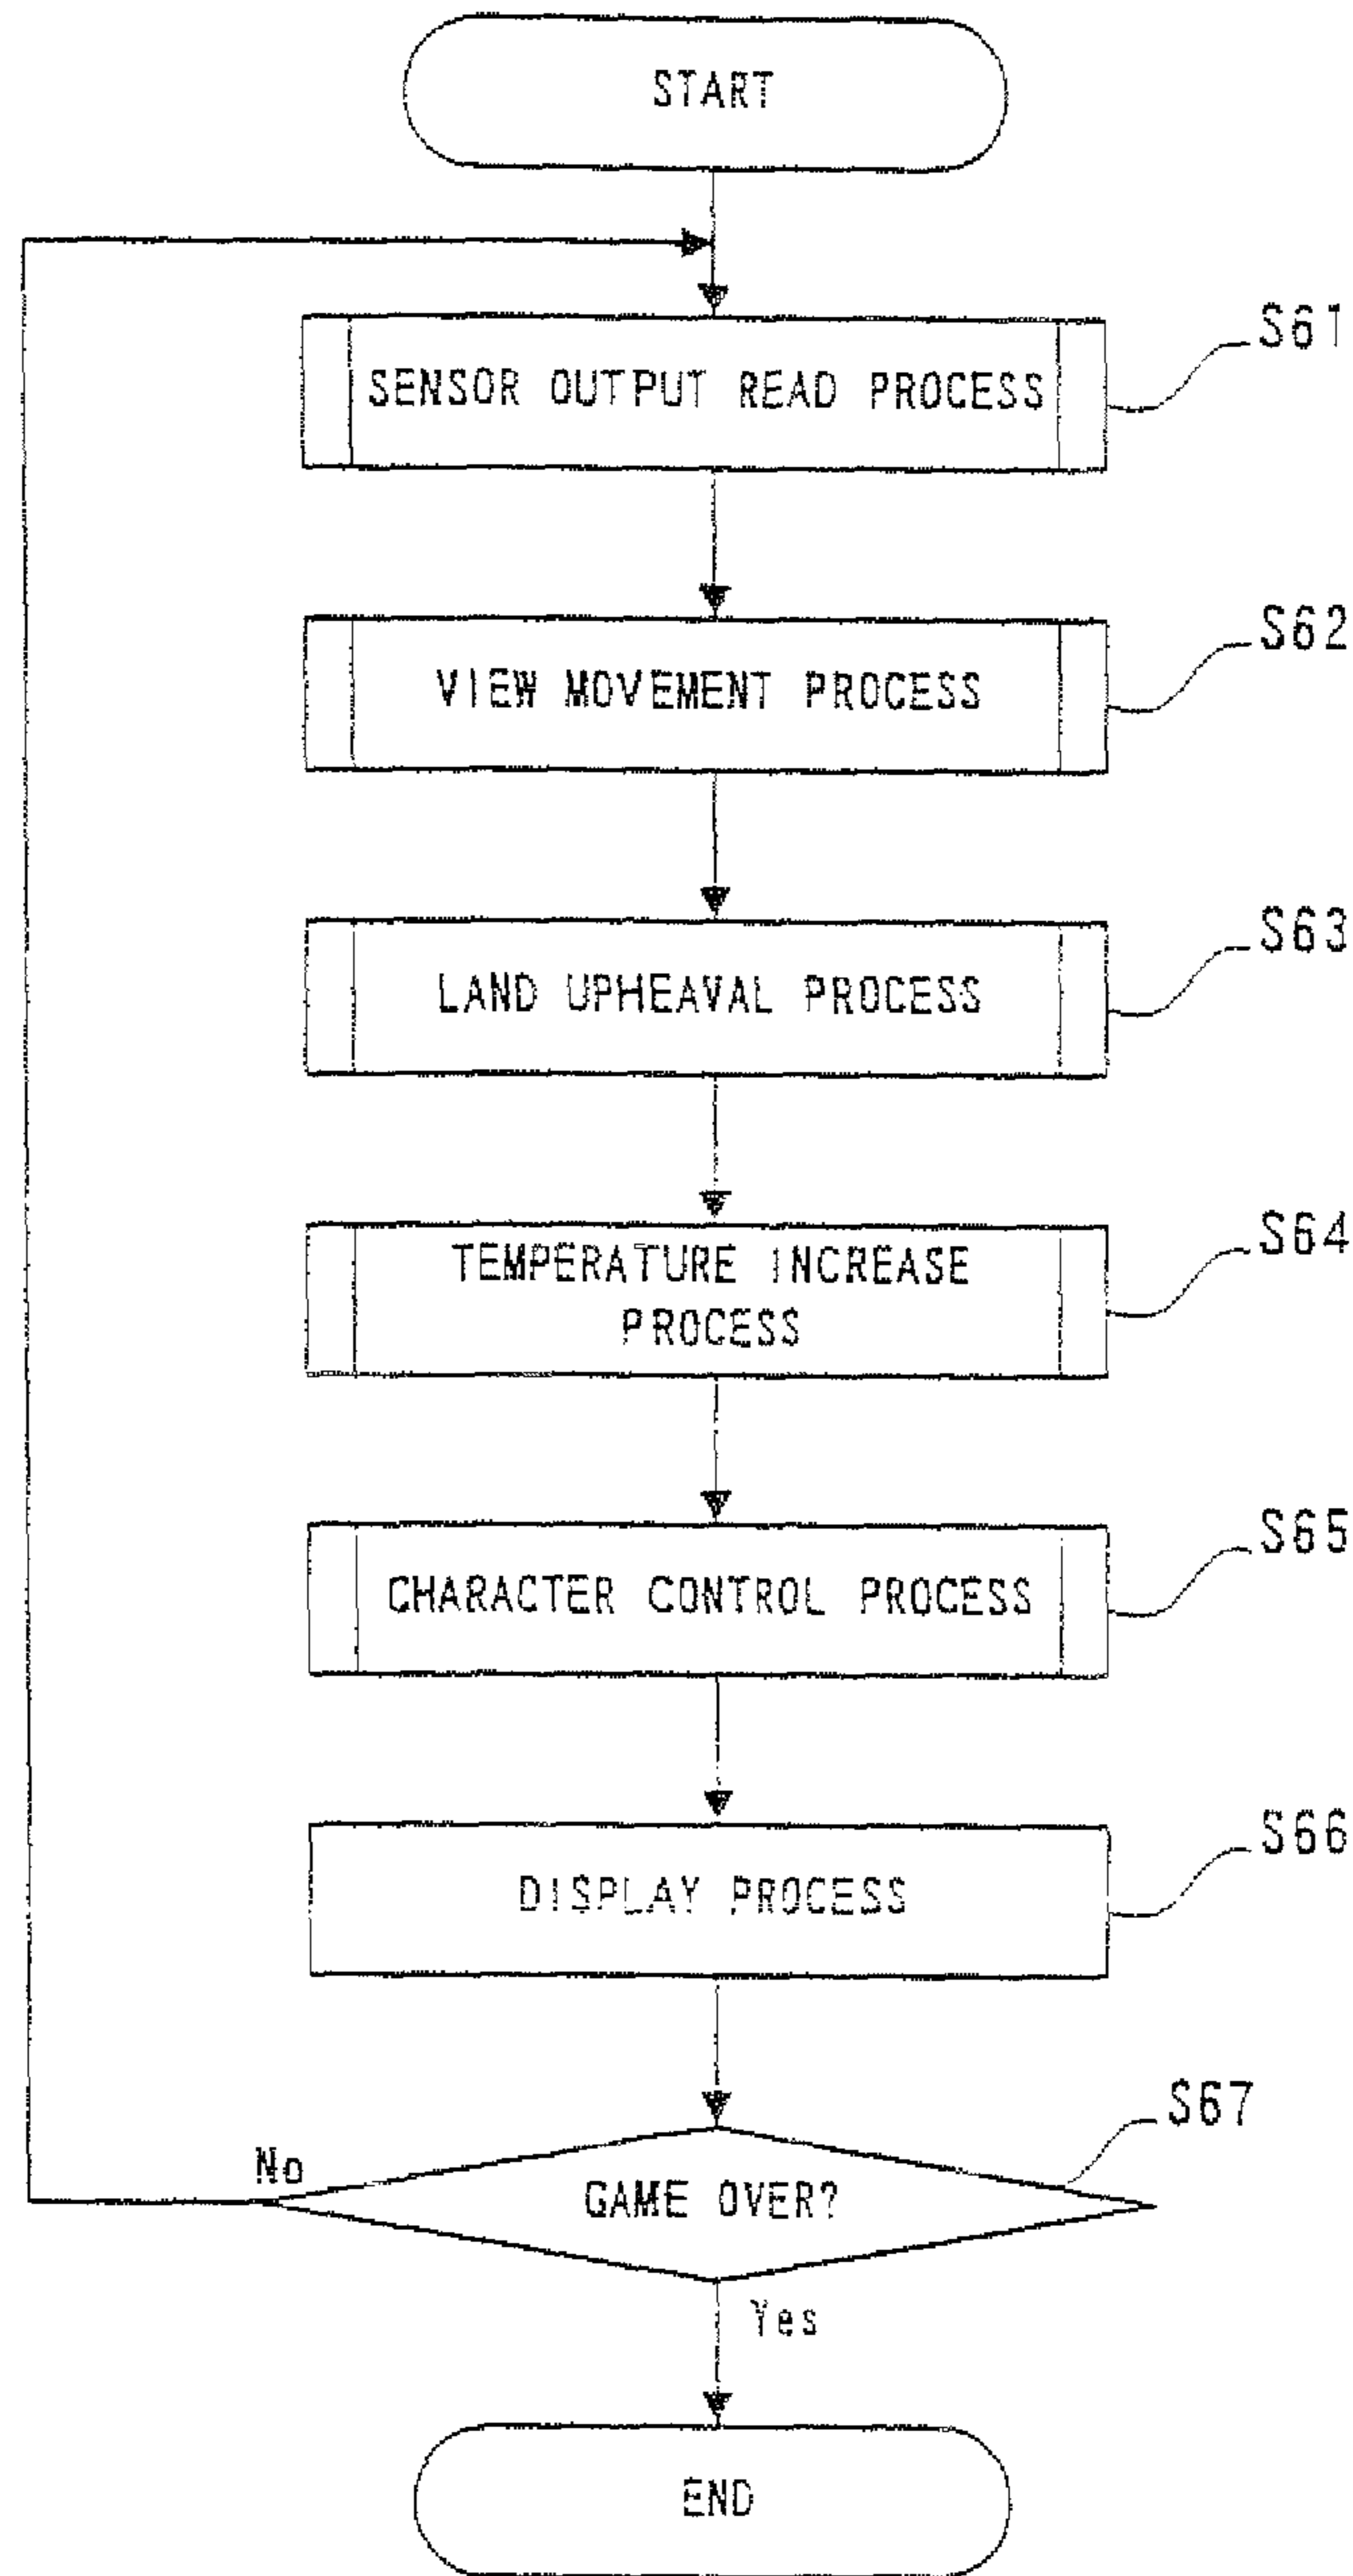 START
SENSOR OUTPUT READ PROCESS
S61
VIEW MOVEMENT PROCESS
S62
LAND UPHEAVAL PROCESS
S63
TEMPERATURE INCREASE
PROCESS
S64
CHARACTER CONTROL PROCESS
S65
DISPLAY PROCESS
S66
S67
No
GAME OVER?
Yes
END